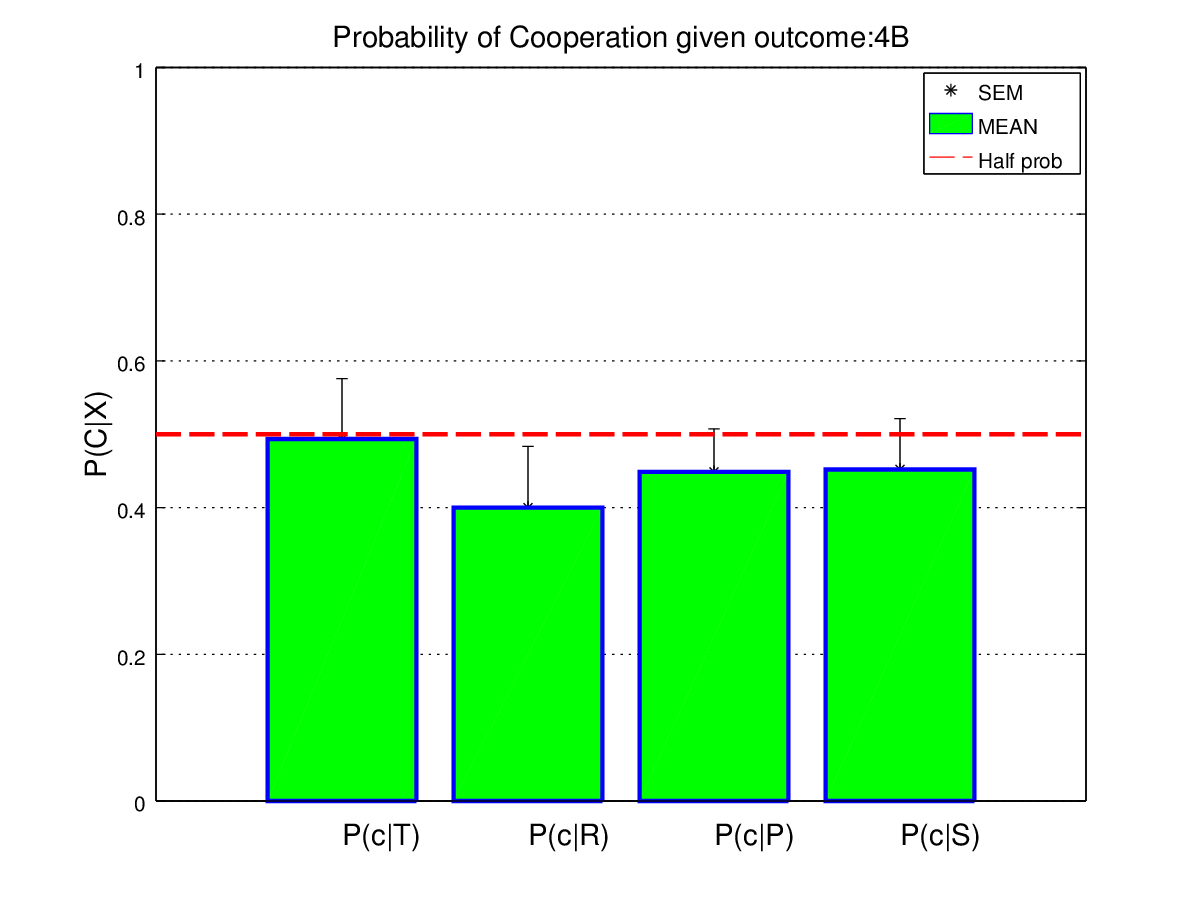 Probability of Cooperation given outcome:4B
SEM
MEAN
Half prob
P(C|X)
1
0.8
0.6
0.4
0.2
0
P(c|T)
P(c|R)
P(c|P)
P(c|S)